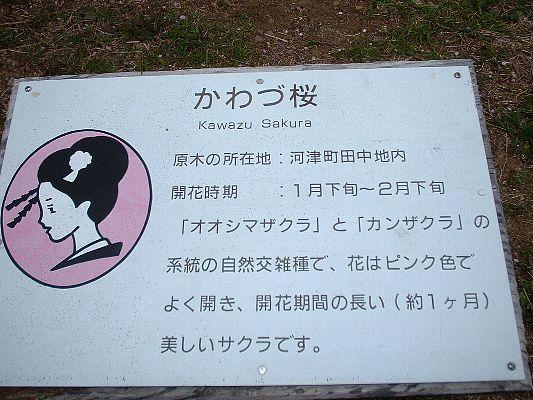 かわづ桜
Kawazu Sakura
原木の所在地：河津町田中地内
開花時期　　：１月下旬～２月下旬
「オオシマザクラ」と「カンザクラ」の
系統の自然交雑種で、花はピンク色で
よく開き、開花期間の長い（約１ヶ月）
美しいサクラです。